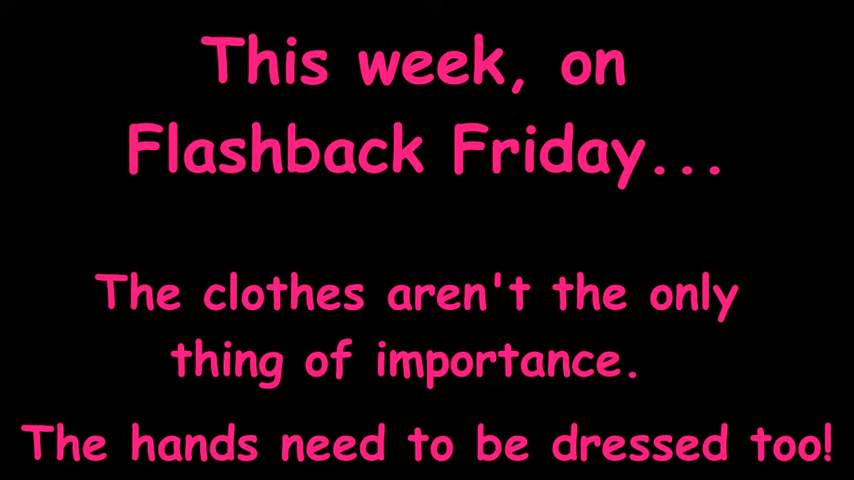 This week, on
Flashback Friday...
The clothes aren't the only
thing of importance.
The hands need to be dressed too!